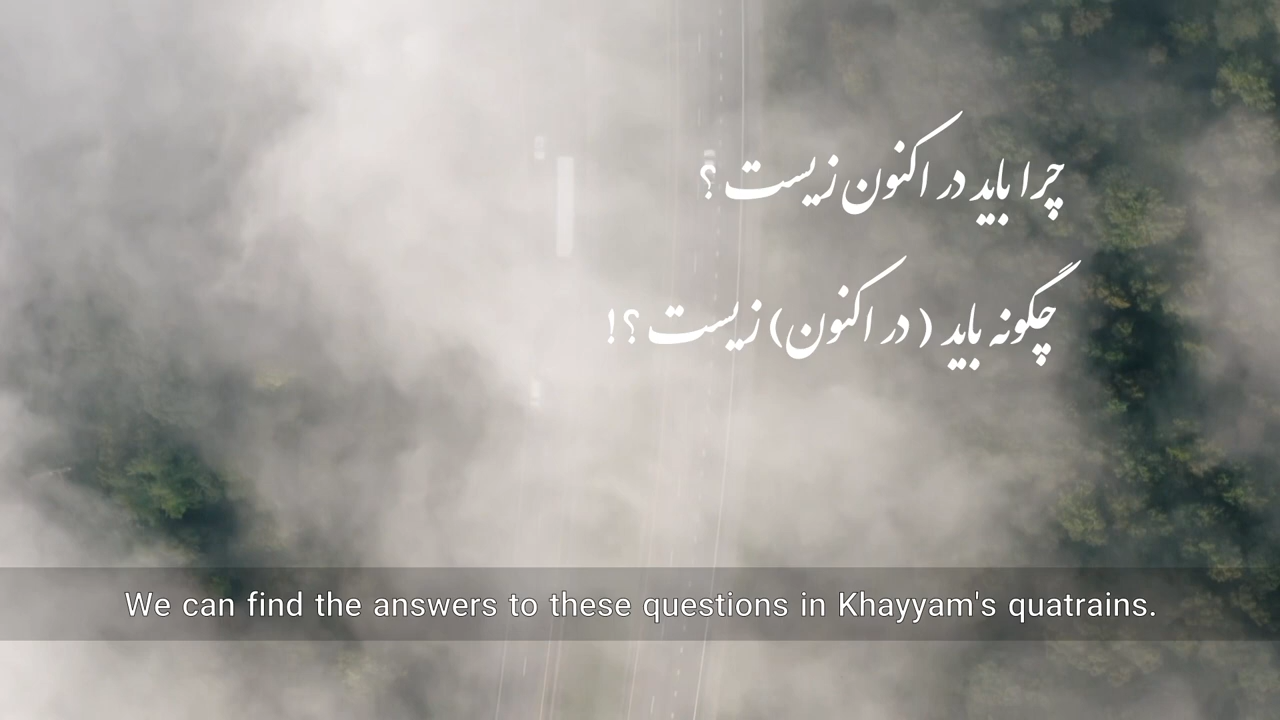 چرا باید در اکنون زیست ؟
چگونه باید ( در اکنون) زیست ؟!
We can find the answers to these questions in Khayyam's quatrains.